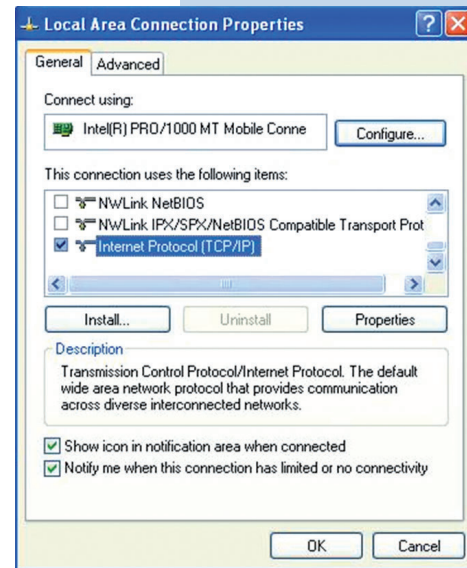 Local Area Connection Properties
General Advanced
Connect using:
Intel(R) PRO/1000 MT Mobile Conne
Configure...
This connection uses the following items:
NWLink NetBIOS
NWLink IPX/SPX/NetBIOS Compatible Transport Prot
Internet Protocol (TCP/IP)
Install... Uninstall Properties
Description
Transmission Control Protocol/Internet Protocol. The default
wide area network protocol that provides communication
across diverse interconnected networks.
Show icon in notification area when connected
Notify me when this connection has limited or no connectivity
OK Cancel